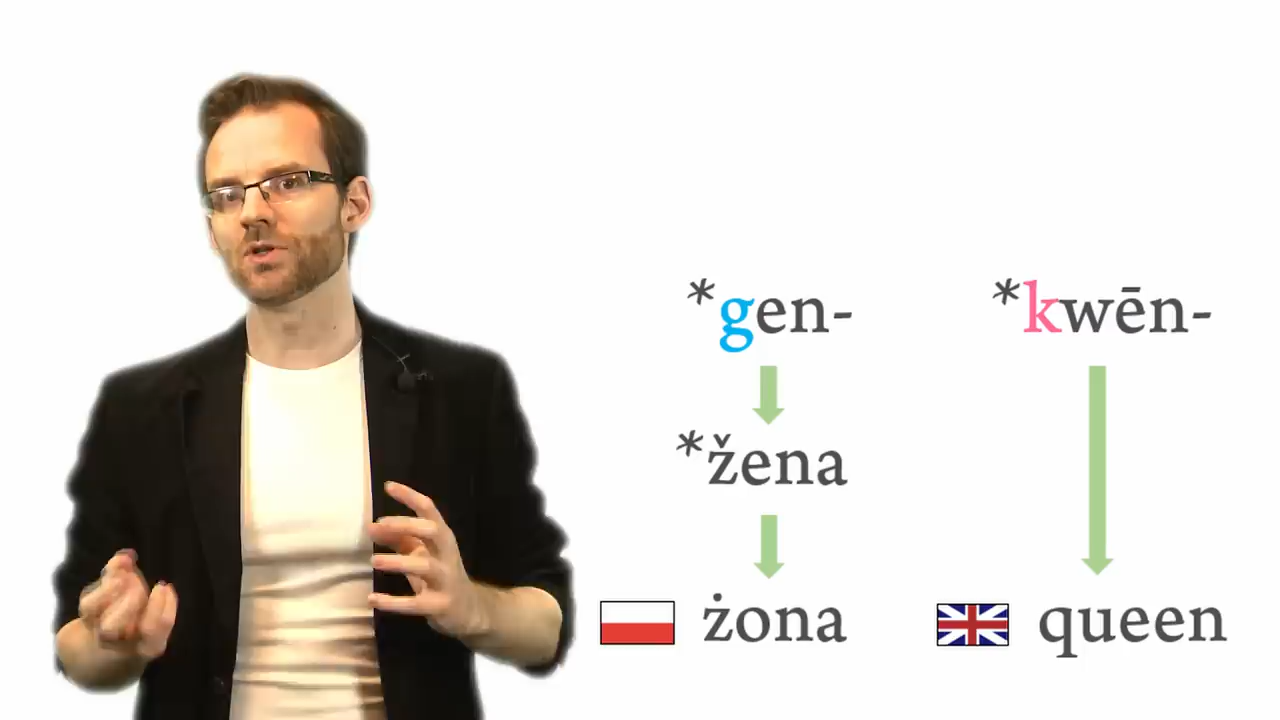 *gen- *kwēn-
*žena
żona queen